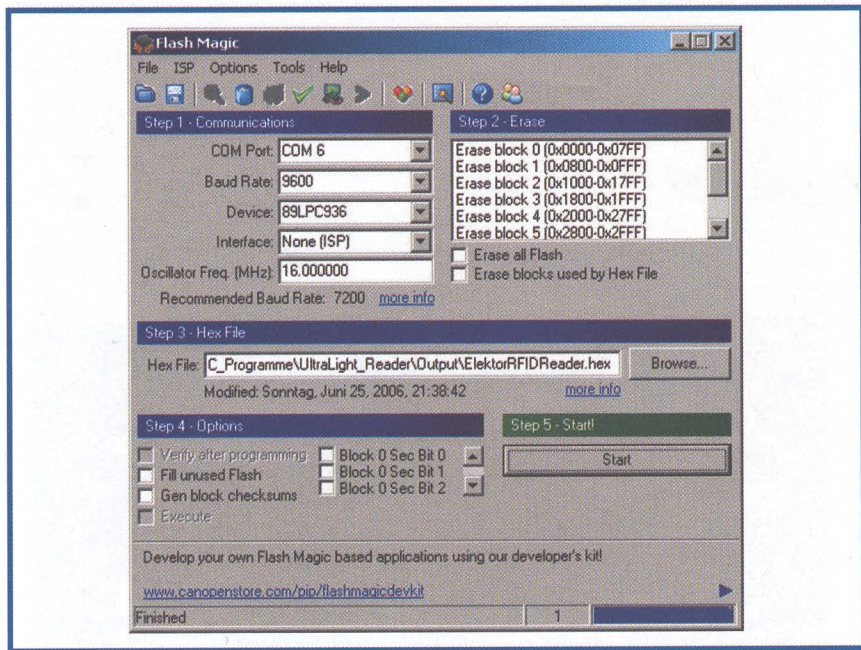 Flash Magic
File ISP Options Tools Help
Step 1 - Communications
COM Port: COM 6
Baud Rate: 9600
Device: 89LPC936
Interface: None (ISP)
Oscillator Freq. (MHz): 16.000000
Recommended Baud Rate: 7200 more info
Step 2 - Erase
Erase block 0 (0x0000-0x07FF)
Erase block 1 (0x0800-0x0FFF)
Erase block 2 (0x1000-0x17FF)
Erase block 3 (0x1800-0x1FFF)
Erase block 4 (0x2000-0x27FF)
Erase block 5 (0x2800-0x2FFF)
Erase all Flash
Erase blocks used by Hex File
Step 3 - Hex File
Hex File: C_Programme\UltraLight_Reader\Output\ElektorRFIDReader.hex Browse...
Modified: Sonntag, Juni 25, 2006, 21:38:42 more info
Step 4 - Options
Verify after programming
Fill unused Flash
Gen block checksums
Execute
Block 0 Sec Bit 0
Block 0 Sec Bit 1
Block 0 Sec Bit 2
Step 5 - Start!
Start
Develop your own Flash Magic based applications using our developer's kit!
www.canopenstore.com/pip/flashmagicdevkit
Finished 1